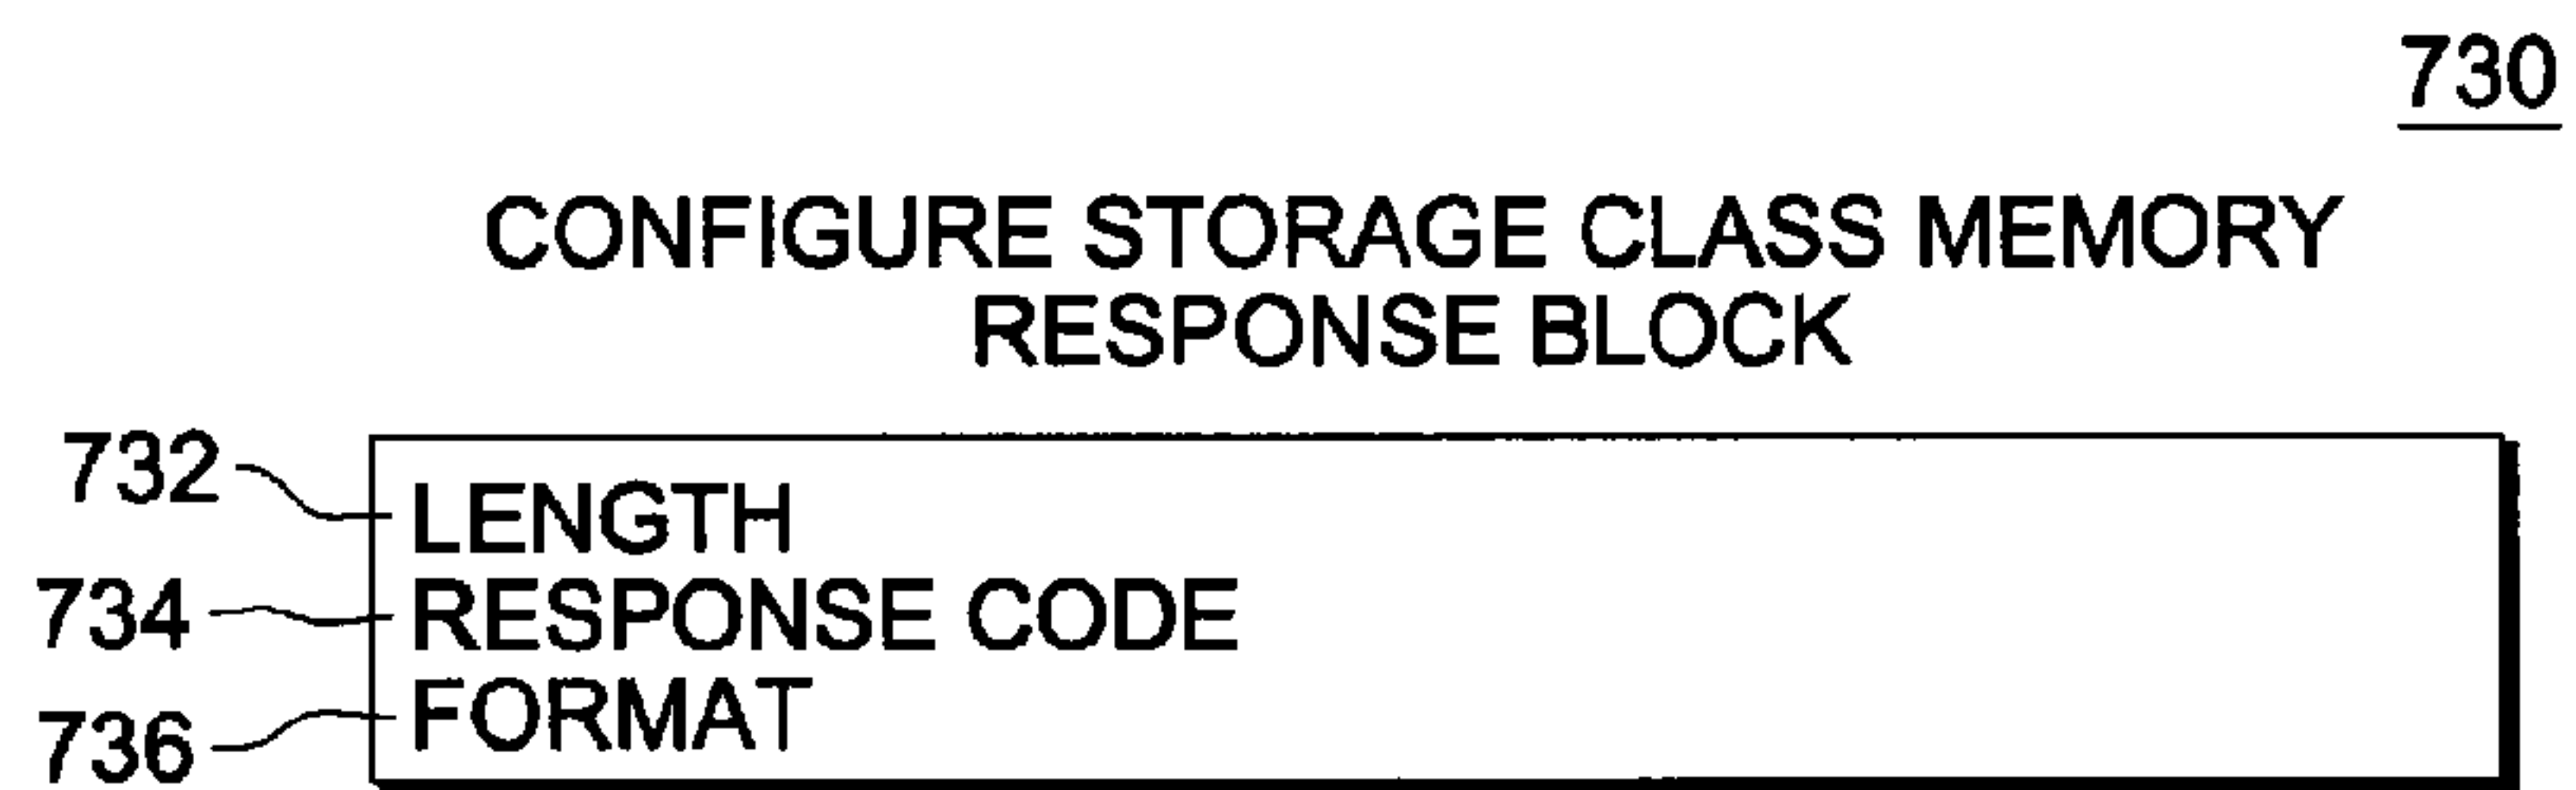 730
CONFIGURE STORAGE CLASS MEMORY
RESPONSE BLOCK
732 LENGTH
734 RESPONSE CODE
736 FORMAT